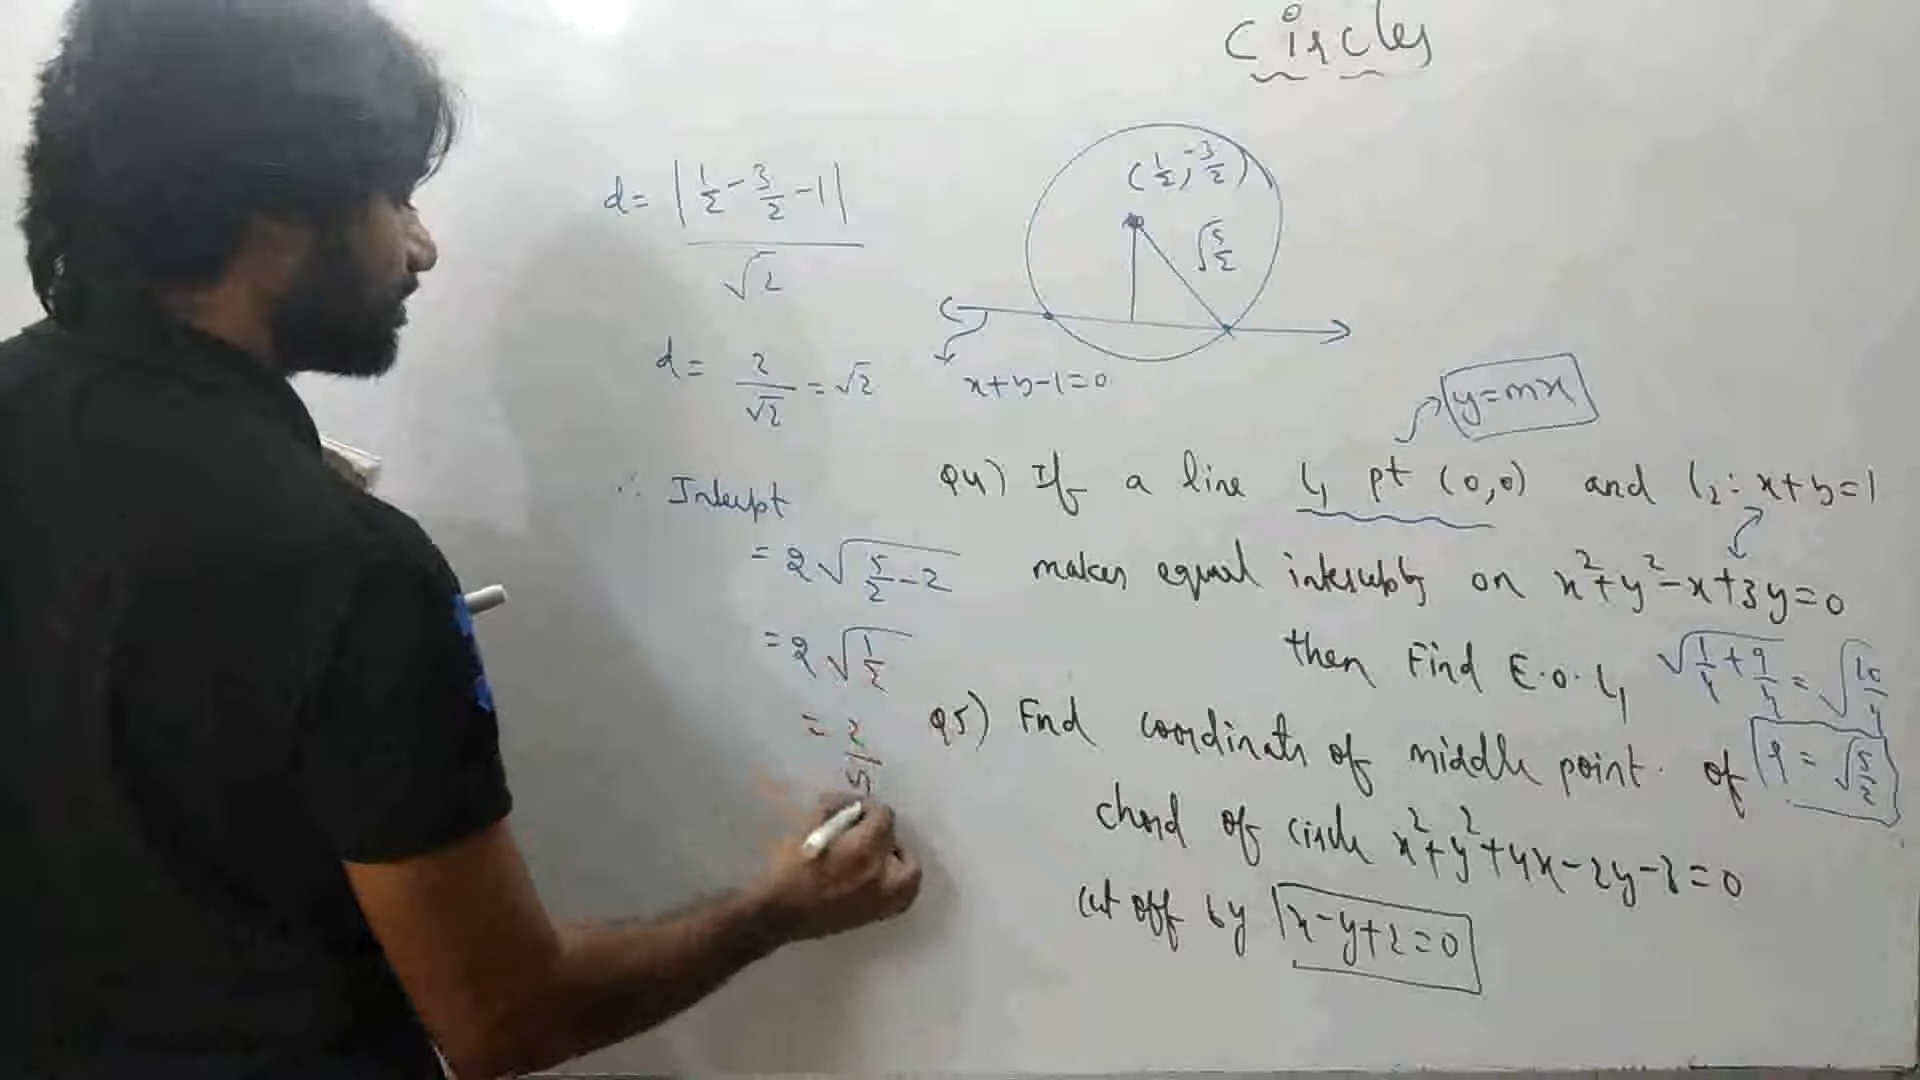 Circles
d = |1/2 - 3/2 - 1|
√2
d = 2/√2 = √2
∴ Intercept
= 2√(5/2 - 2)
= 2√(1/2)
= 2
(1/2, -3/2)
√(5/2)
x+y-1=0
y=mx
Q4) If a line L₁ pt (0,0) and L₂: x+y=1
makes equal intercepts on x²+y²-x+3y=0
then Find E.O. L₁
√(1/4 + 9/4) = √(10/4)
r = √(5/2)
Q5) Find coordinats of middle point of
chord of circle x²+y²+4x-2y-3=0
cut off by x-y+2=0